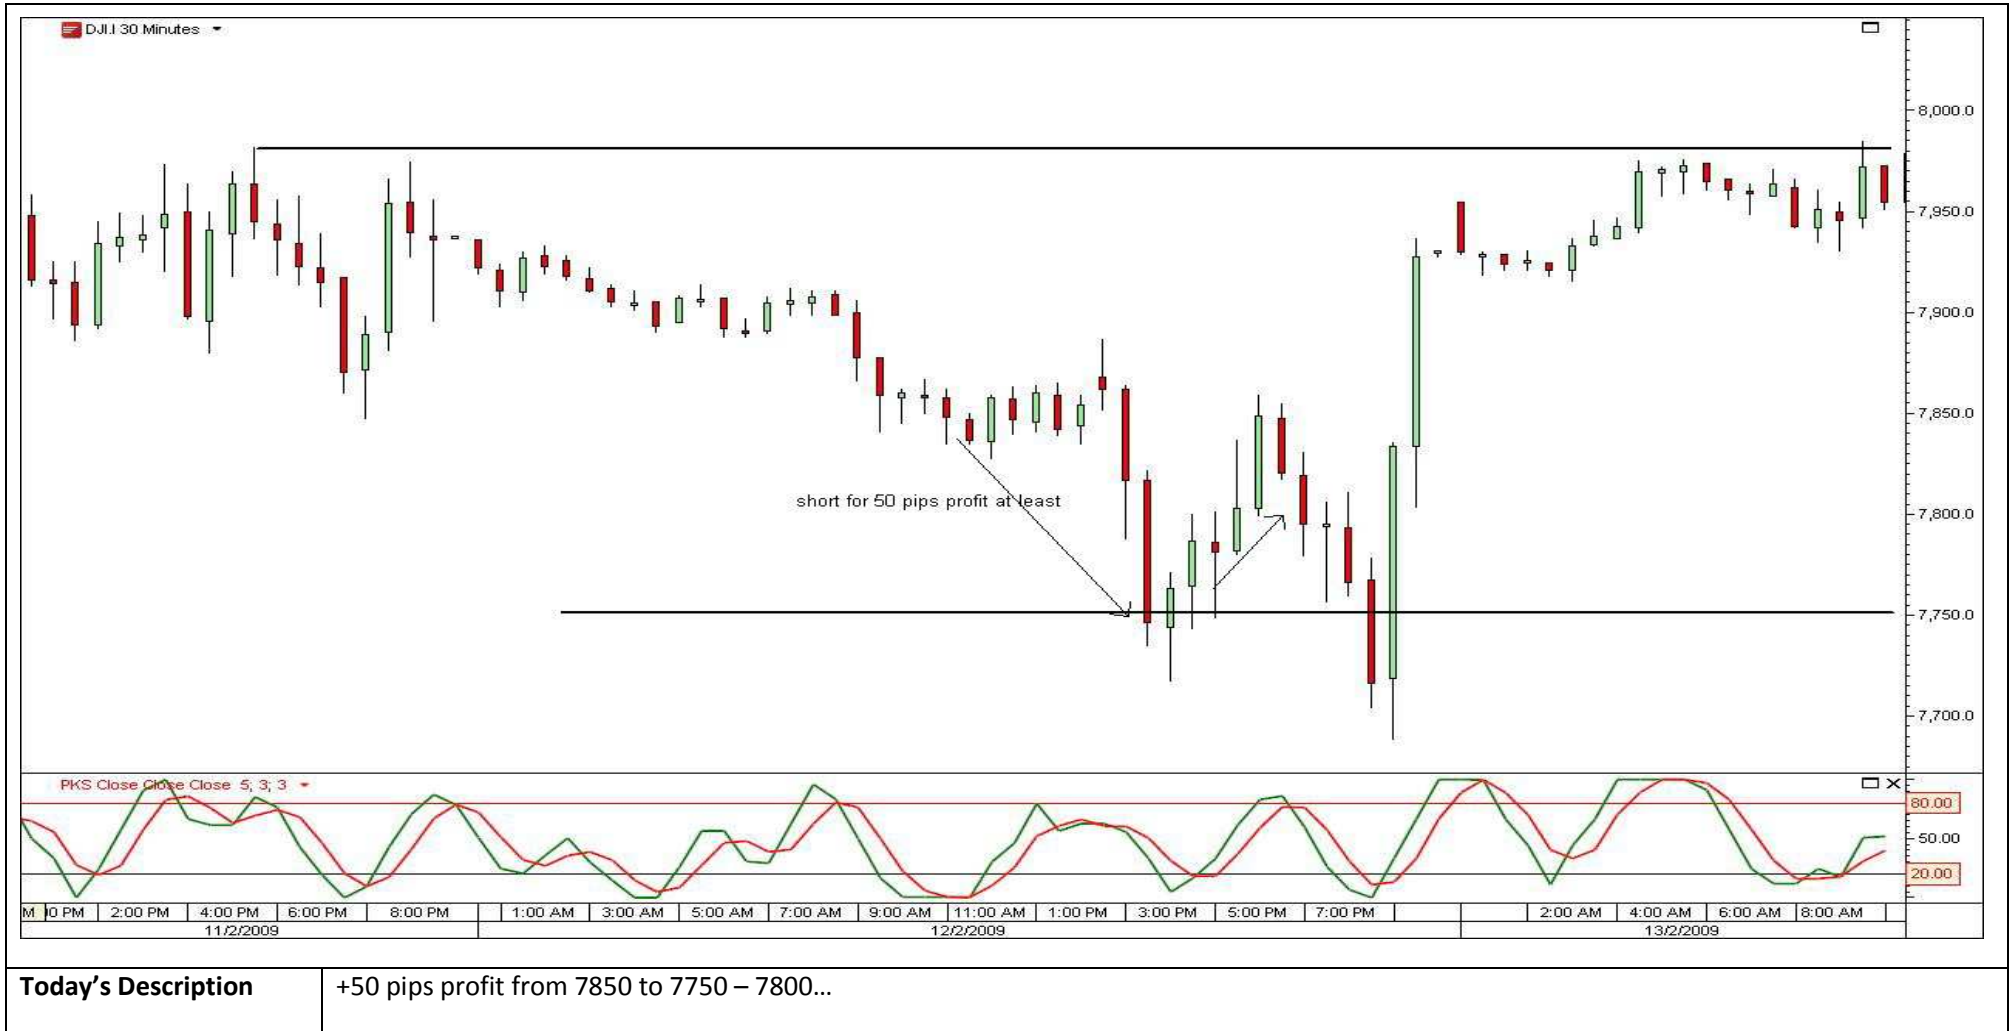 DJI.I 30 Minutes
8,000.0
7,950.0
7,900.0
7,850.0
short for 50 pips profit at least
7,800.0
7,750.0
7,700.0
PKS Close Close Close 5; 3; 3
80.00
50.00
20.00
M 0 PM 2:00 PM 4:00 PM 6:00 PM 8:00 PM 1:00 AM 3:00 AM 5:00 AM 7:00 AM 9:00 AM 11:00 AM 1:00 PM 3:00 PM 5:00 PM 7:00 PM 2:00 AM 4:00 AM 6:00 AM 8:00 AM
11/2/2009 12/2/2009 13/2/2009
Today’s Description +50 pips profit from 7850 to 7750 – 7800…